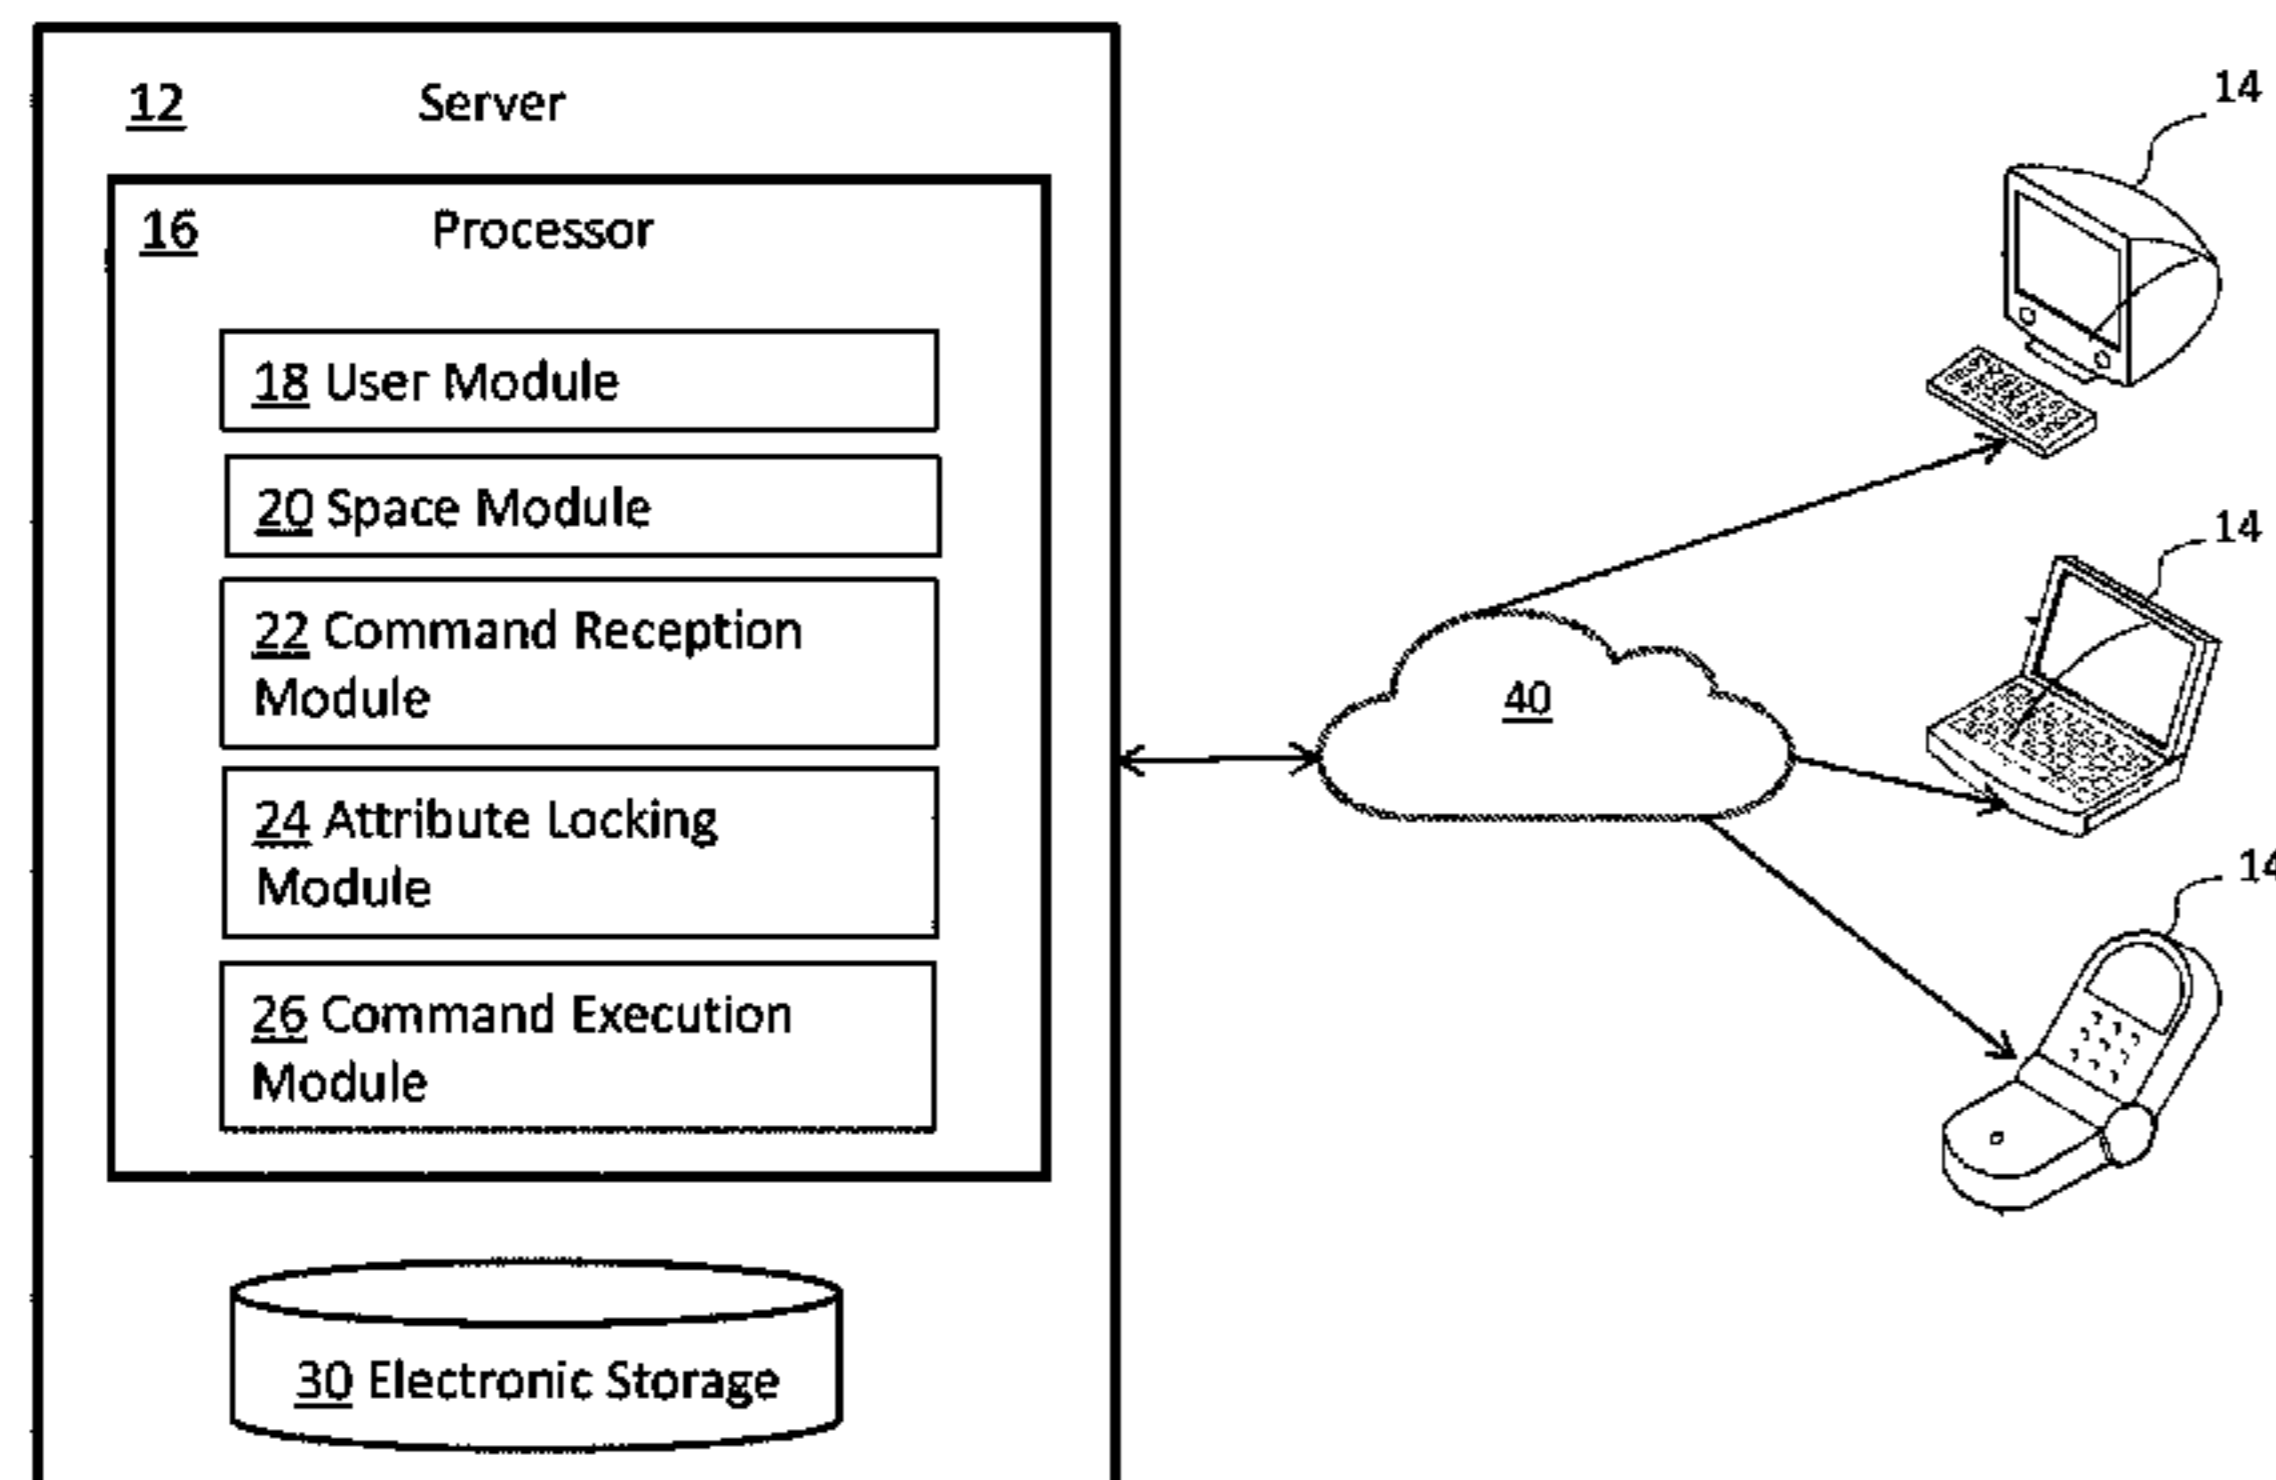 12 Server
16 Processor
18 User Module
20 Space Module
22 Command Reception
Module
24 Attribute Locking
Module
26 Command Execution
Module
30 Electronic Storage
40
14
14
14